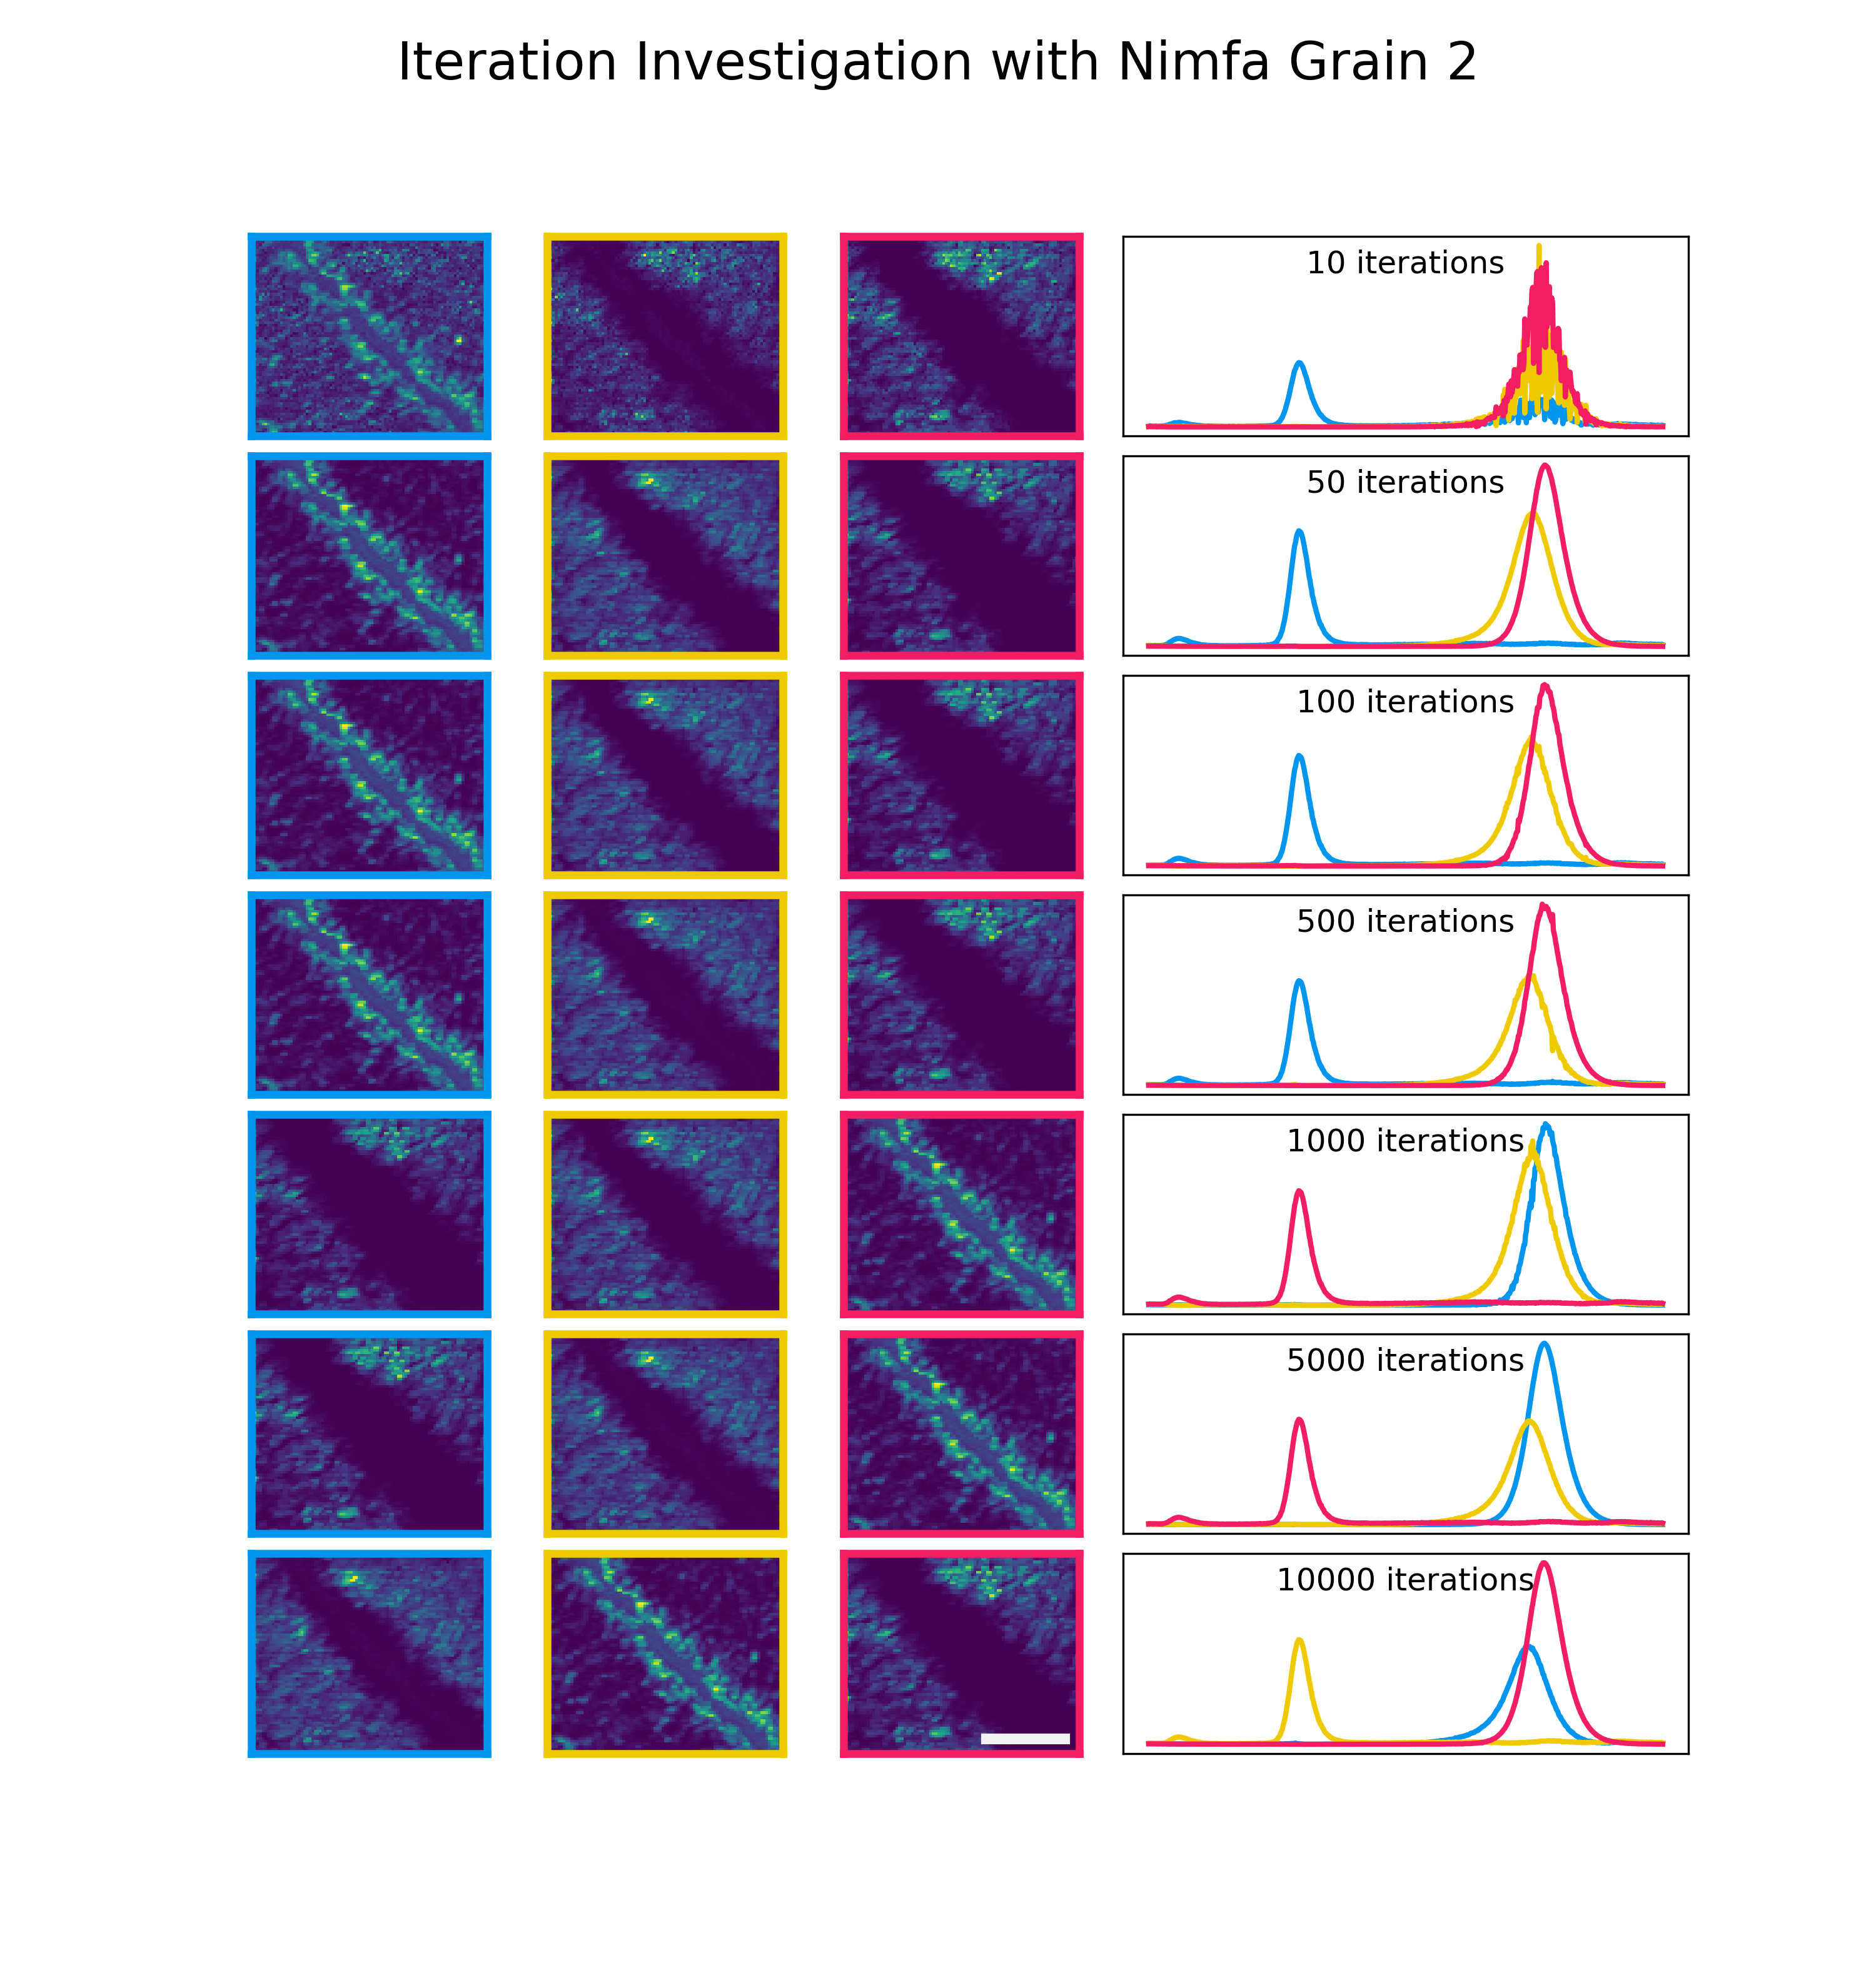 Iteration Investigation with Nimfa Grain 2
10 iterations
50 iterations
100 iterations
500 iterations
1000 iterations
5000 iterations
10000 iterations